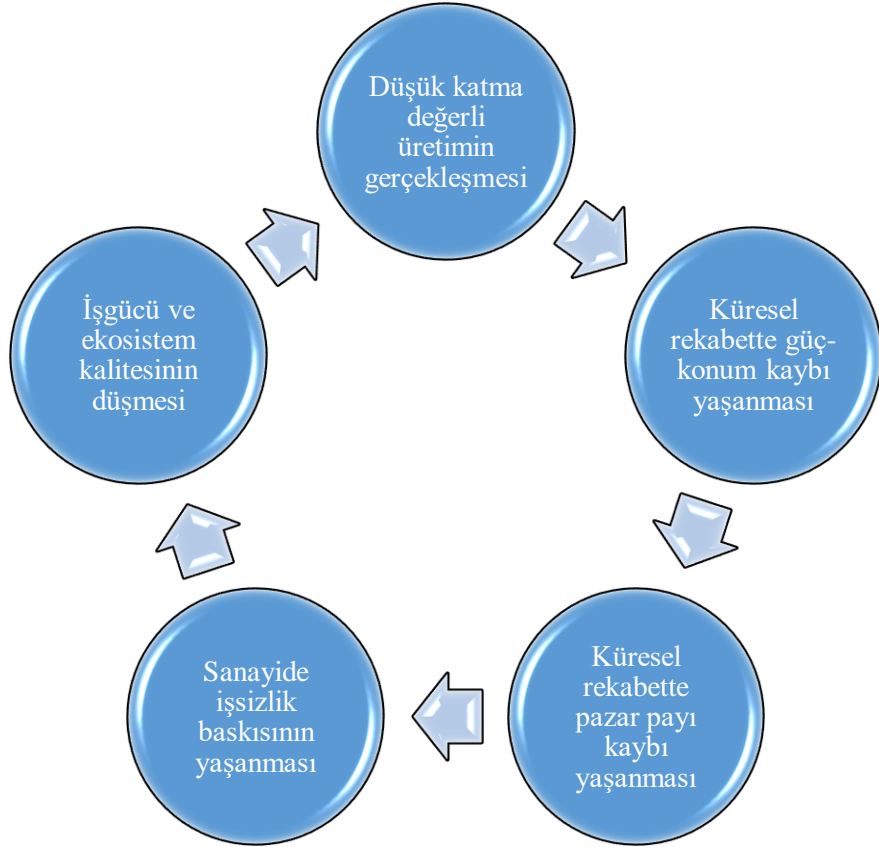 Düşük katma
değerli
üretimin
gerçekleşmesi
Küresel
rekabette güç-
konum kaybı
yaşanması
Küresel
rekabette
pazar payı
kaybı
yaşanması
Sanayide
işsizlik
baskısının
yaşanması
İşgücü ve
ekosistem
kalitesinin
düşmesi